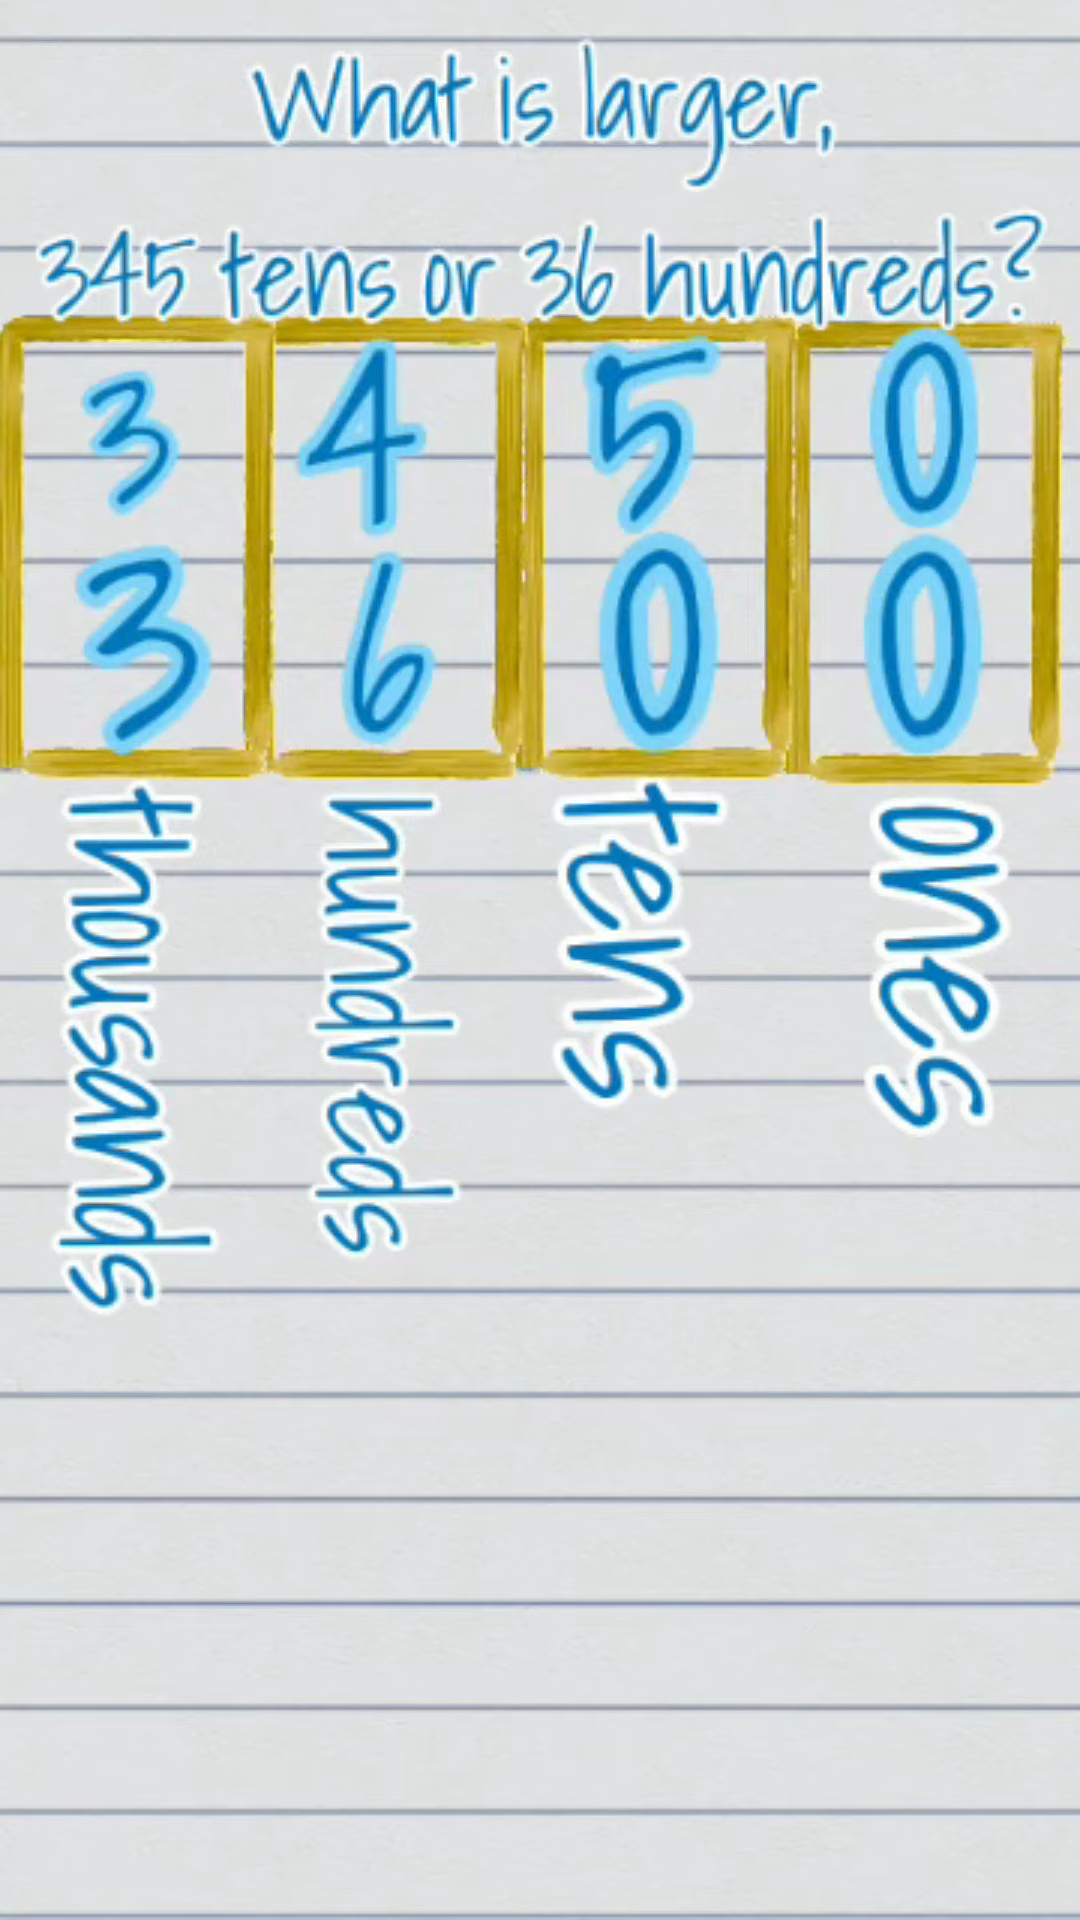 What is larger,
345 tens or 36 hundreds?
3 4 5 0
3 6 0 0
thousands hundreds tens ones